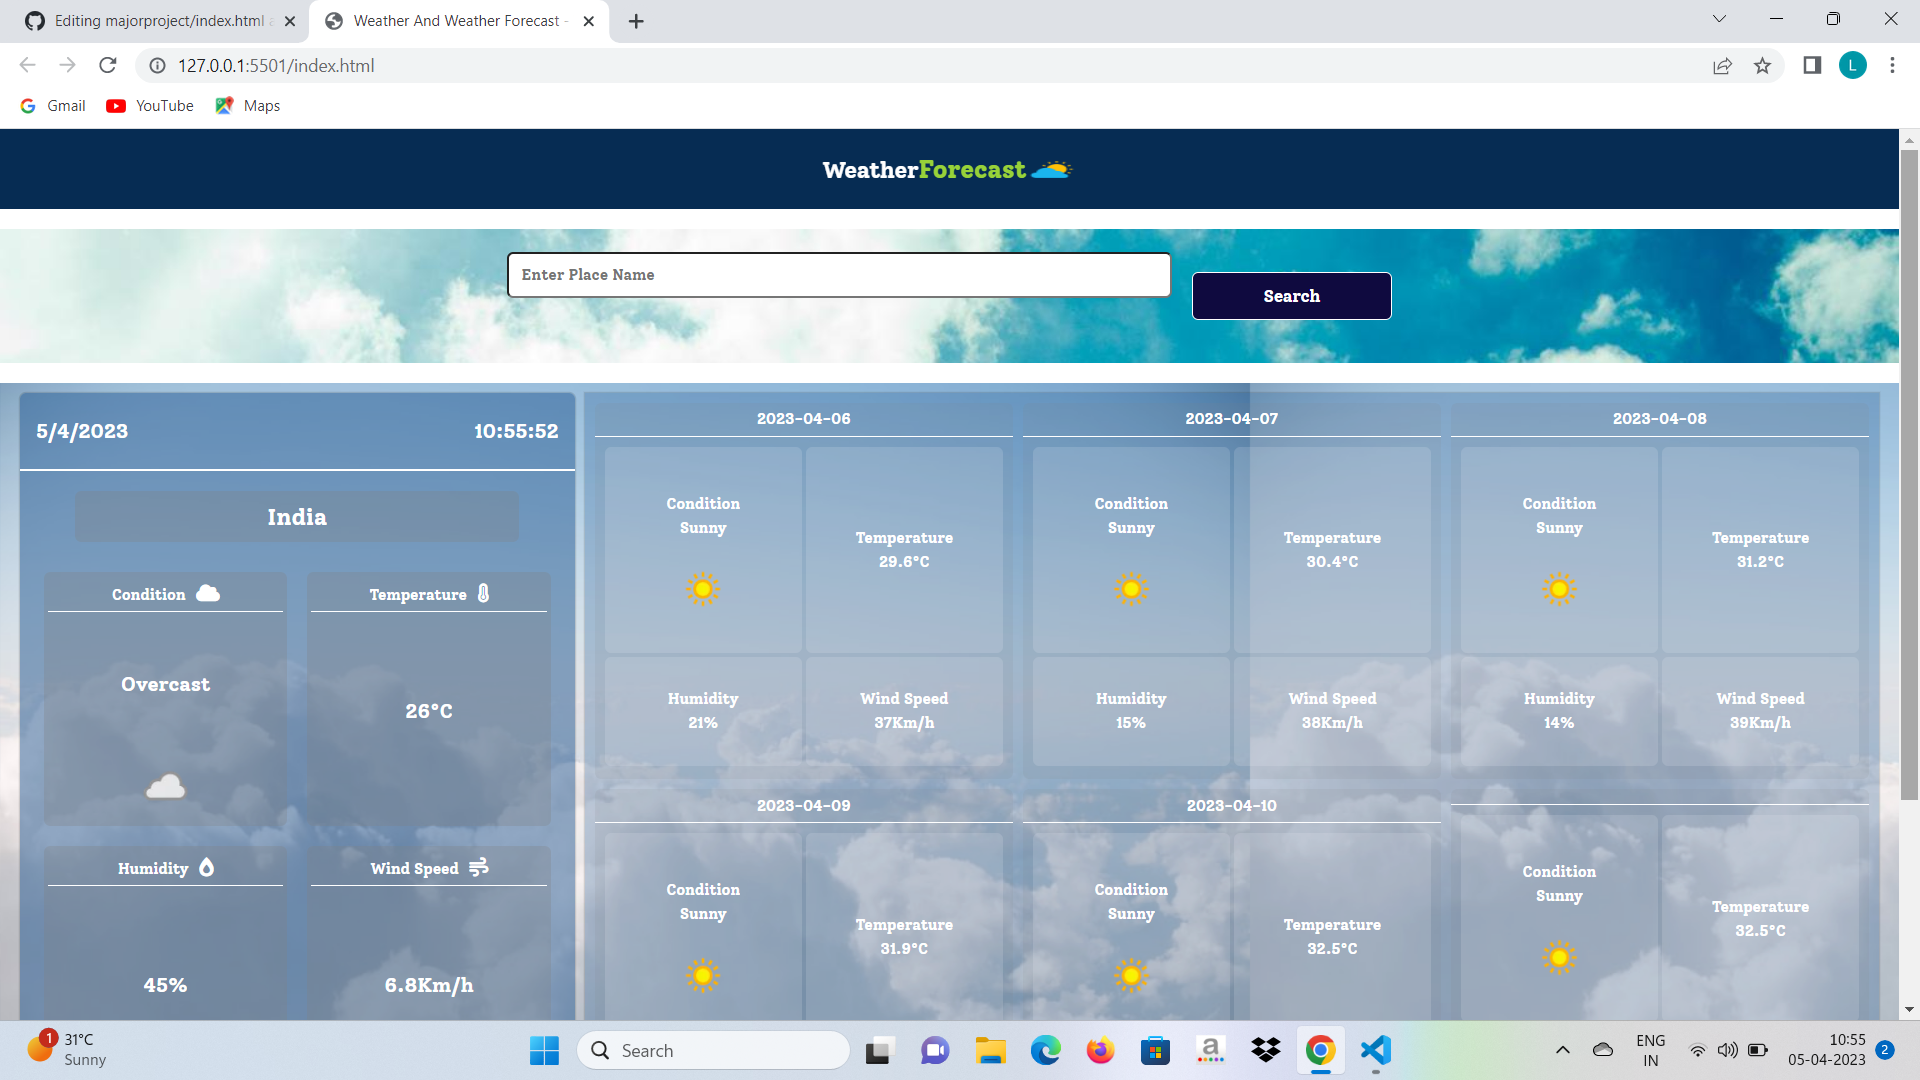 Editing majorproject/index.html
Weather And Weather Forecast -
127.0.0.1:5501/index.html
L
Gmail
YouTube
Maps
WeatherForecast
Enter Place Name
Search
5/4/2023
10:55:52
India
Condition
Overcast
Temperature
26°C
Humidity
45%
Wind Speed
6.8Km/h
2023-04-06
Condition
Sunny
Temperature
29.6°C
Humidity
21%
Wind Speed
37Km/h
2023-04-07
Condition
Sunny
Temperature
30.4°C
Humidity
15%
Wind Speed
38Km/h
2023-04-08
Condition
Sunny
Temperature
31.2°C
Humidity
14%
Wind Speed
39Km/h
2023-04-09
Condition
Sunny
Temperature
31.9°C
2023-04-10
Condition
Sunny
Temperature
32.5°C
Condition
Sunny
Temperature
32.5°C
1
31°C
Sunny
Search
a
ENG
IN
10:55
05-04-2023
2